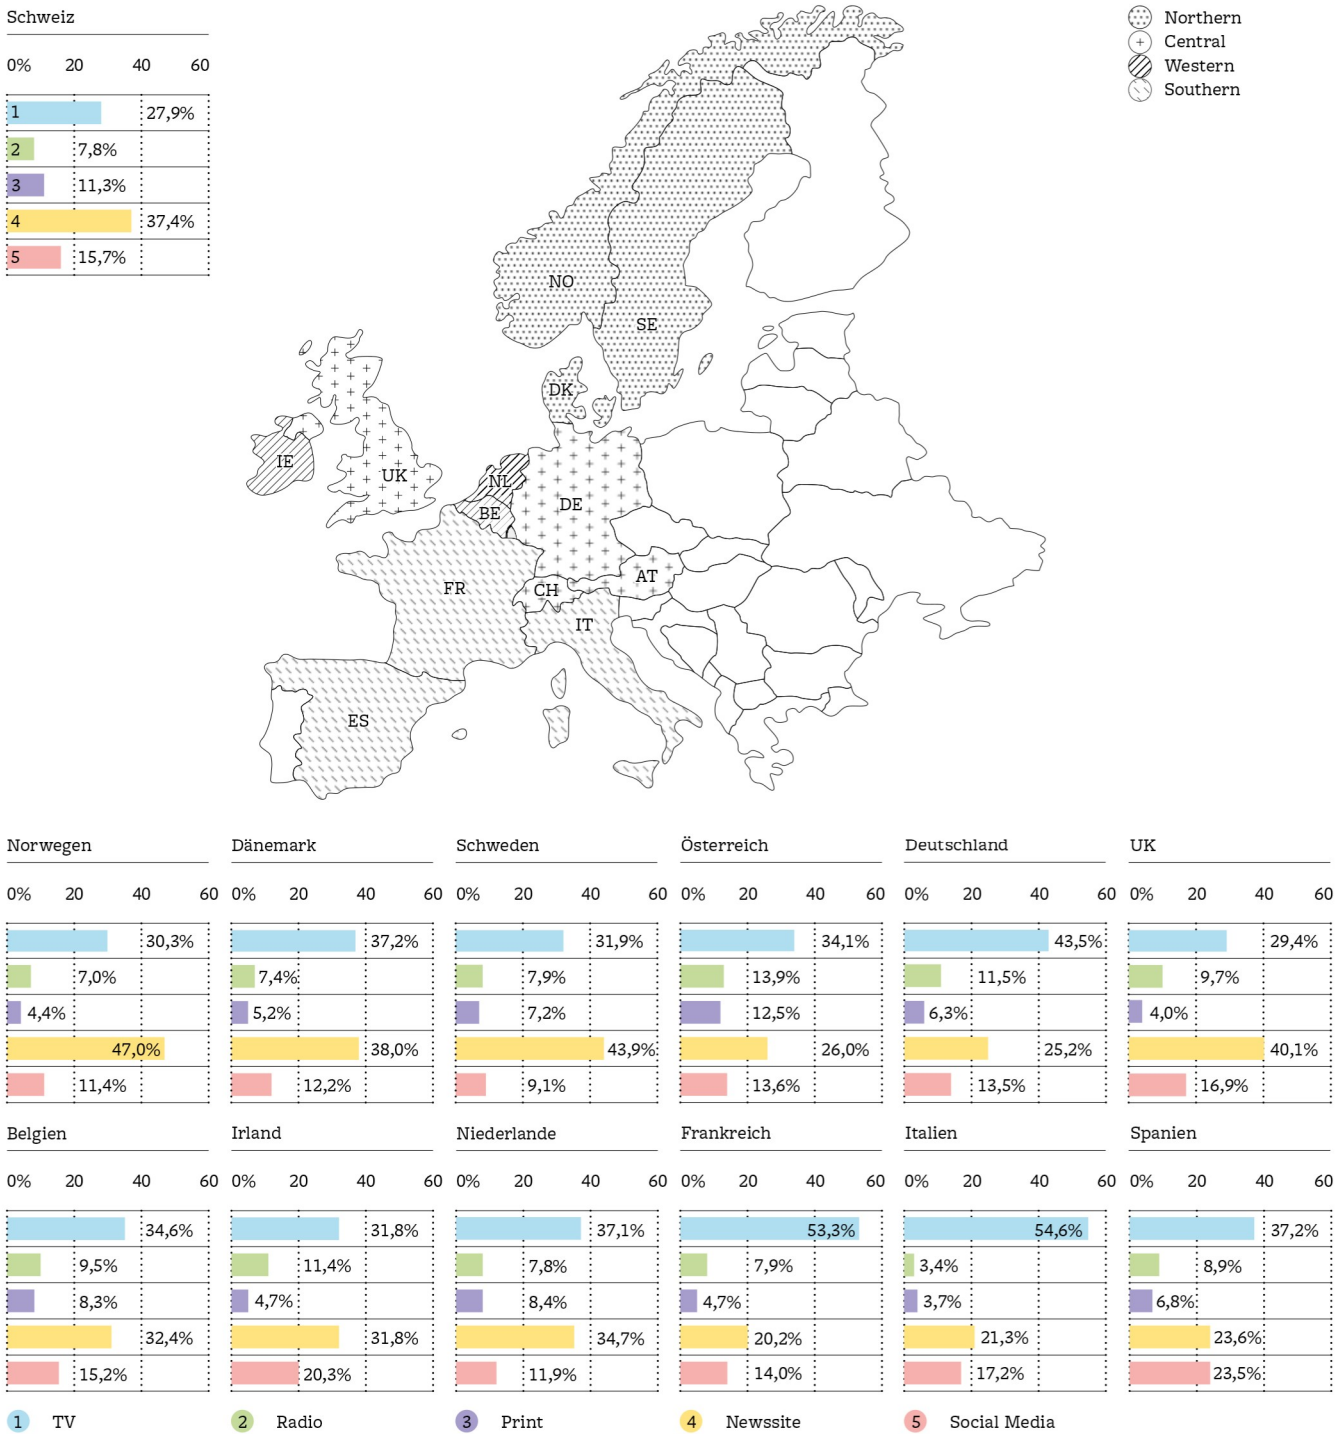 Schweiz
0% 20 40 60
1 27,9%
2 7,8%
3 11,3%
4 37,4%
5 15,7%
Northern
Central
Western
Southern
NO
SE
DK
IE
UK
NL
BE
DE
FR
CH
AT
IT
ES
Norwegen Dänemark Schweden Österreich Deutschland UK
0% 20 40 60 0% 20 40 60 0% 20 40 60 0% 20 40 60 0% 20 40 60 0% 20 40 60
30,3% 37,2% 31,9% 34,1% 43,5% 29,4%
7,0% 7,4% 7,9% 13,9% 11,5% 9,7%
4,4% 5,2% 7,2% 12,5% 6,3% 4,0%
47,0% 38,0% 43,9% 26,0% 25,2% 40,1%
11,4% 12,2% 9,1% 13,6% 13,5% 16,9%
Belgien Irland Niederlande Frankreich Italien Spanien
0% 20 40 60 0% 20 40 60 0% 20 40 60 0% 20 40 60 0% 20 40 60 0% 20 40 60
34,6% 31,8% 37,1% 53,3% 54,6% 37,2%
9,5% 11,4% 7,8% 7,9% 3,4% 8,9%
8,3% 4,7% 8,4% 4,7% 3,7% 6,8%
32,4% 31,8% 34,7% 20,2% 21,3% 23,6%
15,2% 20,3% 11,9% 14,0% 17,2% 23,5%
1 TV 2 Radio 3 Print 4 Newssite 5 Social Media